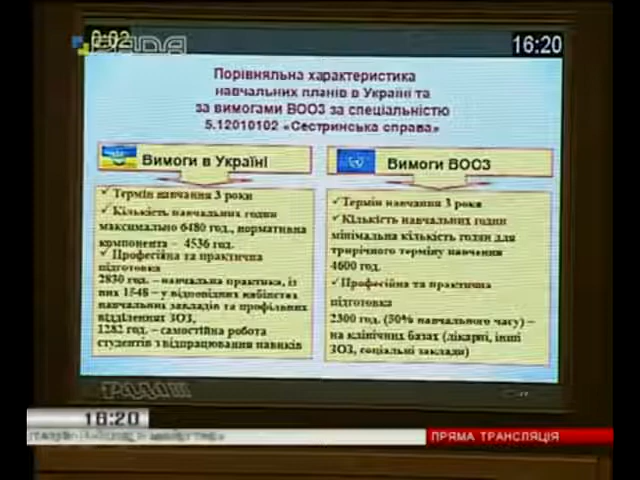 0:02
РАДА
16:20
Порівняльна характеристика
навчальних планів в Україні та
за вимогами ВООЗ за спеціальністю
5.12010102 «Сестринська справа»
Вимоги в Україні
✓ Термін навчання 3 роки
✓ Кількість навчальних годин
максимально 6480 год., нормативна
компонента – 4536 год.
✓ Професійна та практична
підготовка
2830 год. – навчальна практика, із
них 1548 – у відповідних кабінетах
навчальних закладів та профільних
відділеннях ЗОЗ,
1282 год. – самостійна робота
студентів з відпрацювання навиків
Вимоги ВООЗ
✓ Термін навчання 3 роки
✓ Кількість навчальних годин
мінімальна кількість годин для
трирічного терміну навчання
4600 год.
✓ Професійна та практична
підготовка
2300 год. (50% навчального часу) –
на клінічних базах (лікарні, інші
ЗОЗ, соціальні заклади)
16:20
ПРЯМА ТРАНСЛЯЦІЯ